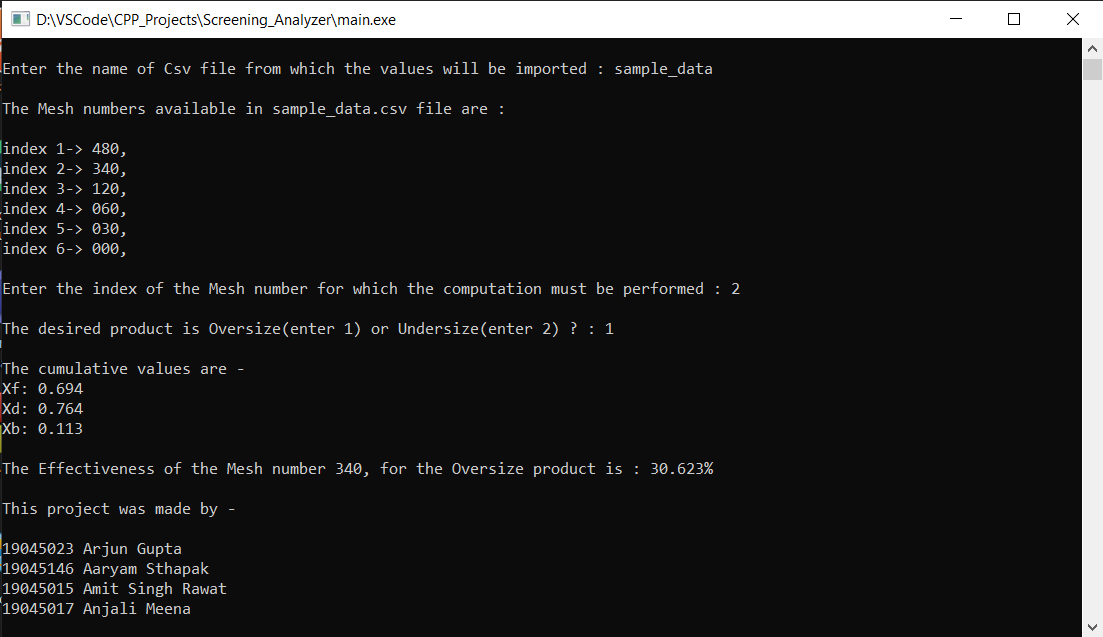 D:\VSCode\CPP_Projects\Screening_Analyzer\main.exe
Enter the name of Csv file from which the values will be imported : sample_data
The Mesh numbers available in sample_data.csv file are :
index 1-> 480,
index 2-> 340,
index 3-> 120,
index 4-> 060,
index 5-> 030,
index 6-> 000,
Enter the index of the Mesh number for which the computation must be performed : 2
The desired product is Oversize(enter 1) or Undersize(enter 2) ? : 1
The cumulative values are -
Xf: 0.694
Xd: 0.764
Xb: 0.113
The Effectiveness of the Mesh number 340, for the Oversize product is : 30.623%
This project was made by -
19045023 Arjun Gupta
19045146 Aaryam Sthapak
19045015 Amit Singh Rawat
19045017 Anjali Meena